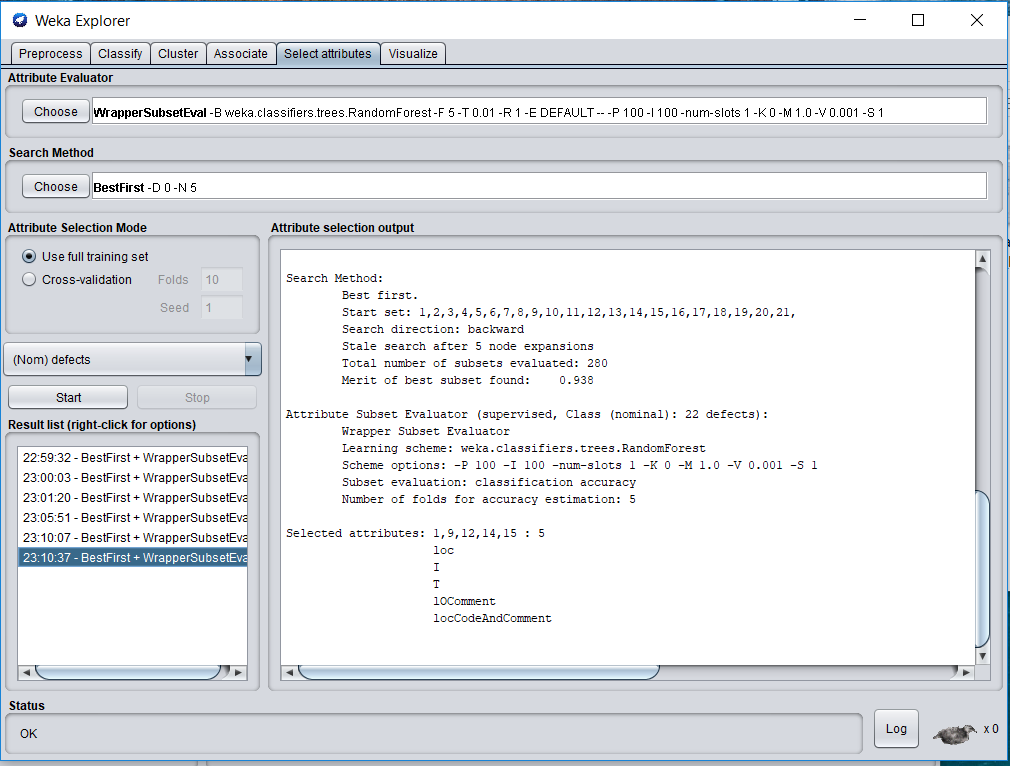 Weka Explorer
Preprocess Classify Cluster Associate Select attributes Visualize
Attribute Evaluator
Choose WrapperSubsetEval -B weka.classifiers.trees.RandomForest -F 5 -T 0.01 -R 1 -E DEFAULT -- -P 100 -I 100 -num-slots 1 -K 0 -M 1.0 -V 0.001 -S 1
Search Method
Choose BestFirst -D 0 -N 5
Attribute Selection Mode
Use full training set
Cross-validation Folds 10
Seed 1
(Nom) defects
Start Stop
Result list (right-click for options)
22:59:32 - BestFirst + WrapperSubsetEva
23:00:03 - BestFirst + WrapperSubsetEva
23:01:20 - BestFirst + WrapperSubsetEva
23:05:51 - BestFirst + WrapperSubsetEva
23:10:07 - BestFirst + WrapperSubsetEva
23:10:37 - BestFirst + WrapperSubsetEva
Attribute selection output
Search Method:
Best first.
Start set: 1,2,3,4,5,6,7,8,9,10,11,12,13,14,15,16,17,18,19,20,21,
Search direction: backward
Stale search after 5 node expansions
Total number of subsets evaluated: 280
Merit of best subset found: 0.938
Attribute Subset Evaluator (supervised, Class (nominal): 22 defects):
Wrapper Subset Evaluator
Learning scheme: weka.classifiers.trees.RandomForest
Scheme options: -P 100 -I 100 -num-slots 1 -K 0 -M 1.0 -V 0.001 -S 1
Subset evaluation: classification accuracy
Number of folds for accuracy estimation: 5
Selected attributes: 1,9,12,14,15 : 5
loc
I
T
lOComment
locCodeAndComment
Status
OK
Log
x 0